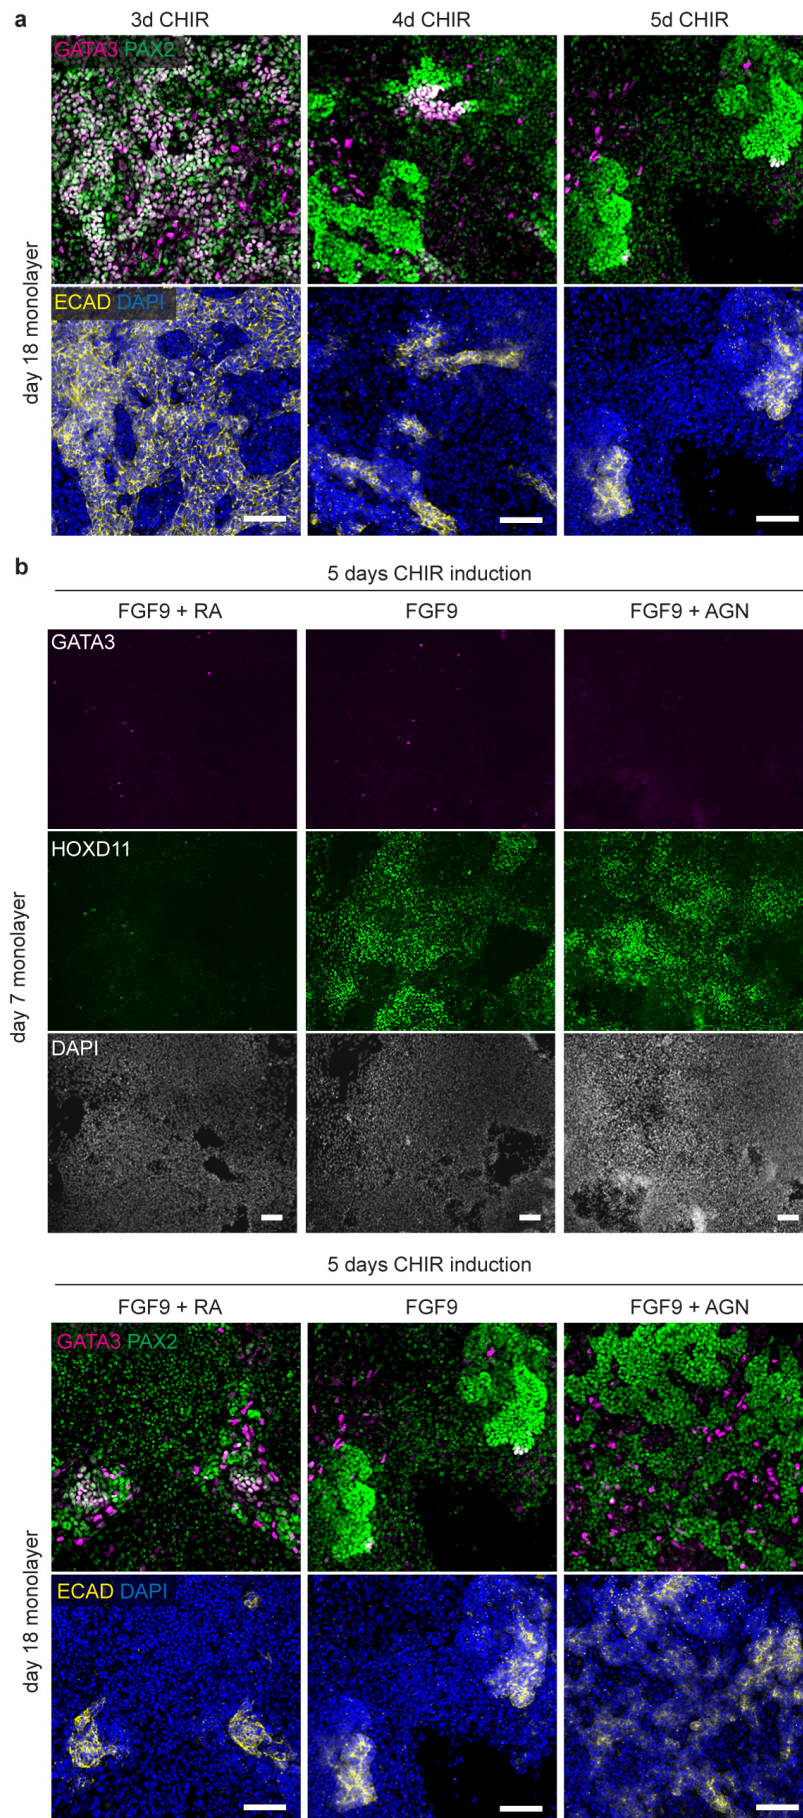 a
3d CHIR
4d CHIR
5d CHIR
GATA3 PAX2
ECAD DAPI
day 18 monolayer
b
5 days CHIR induction
FGF9 + RA
FGF9
FGF9 + AGN
GATA3
HOXD11
DAPI
day 7 monolayer
5 days CHIR induction
FGF9 + RA
FGF9
FGF9 + AGN
GATA3 PAX2
ECAD DAPI
day 18 monolayer